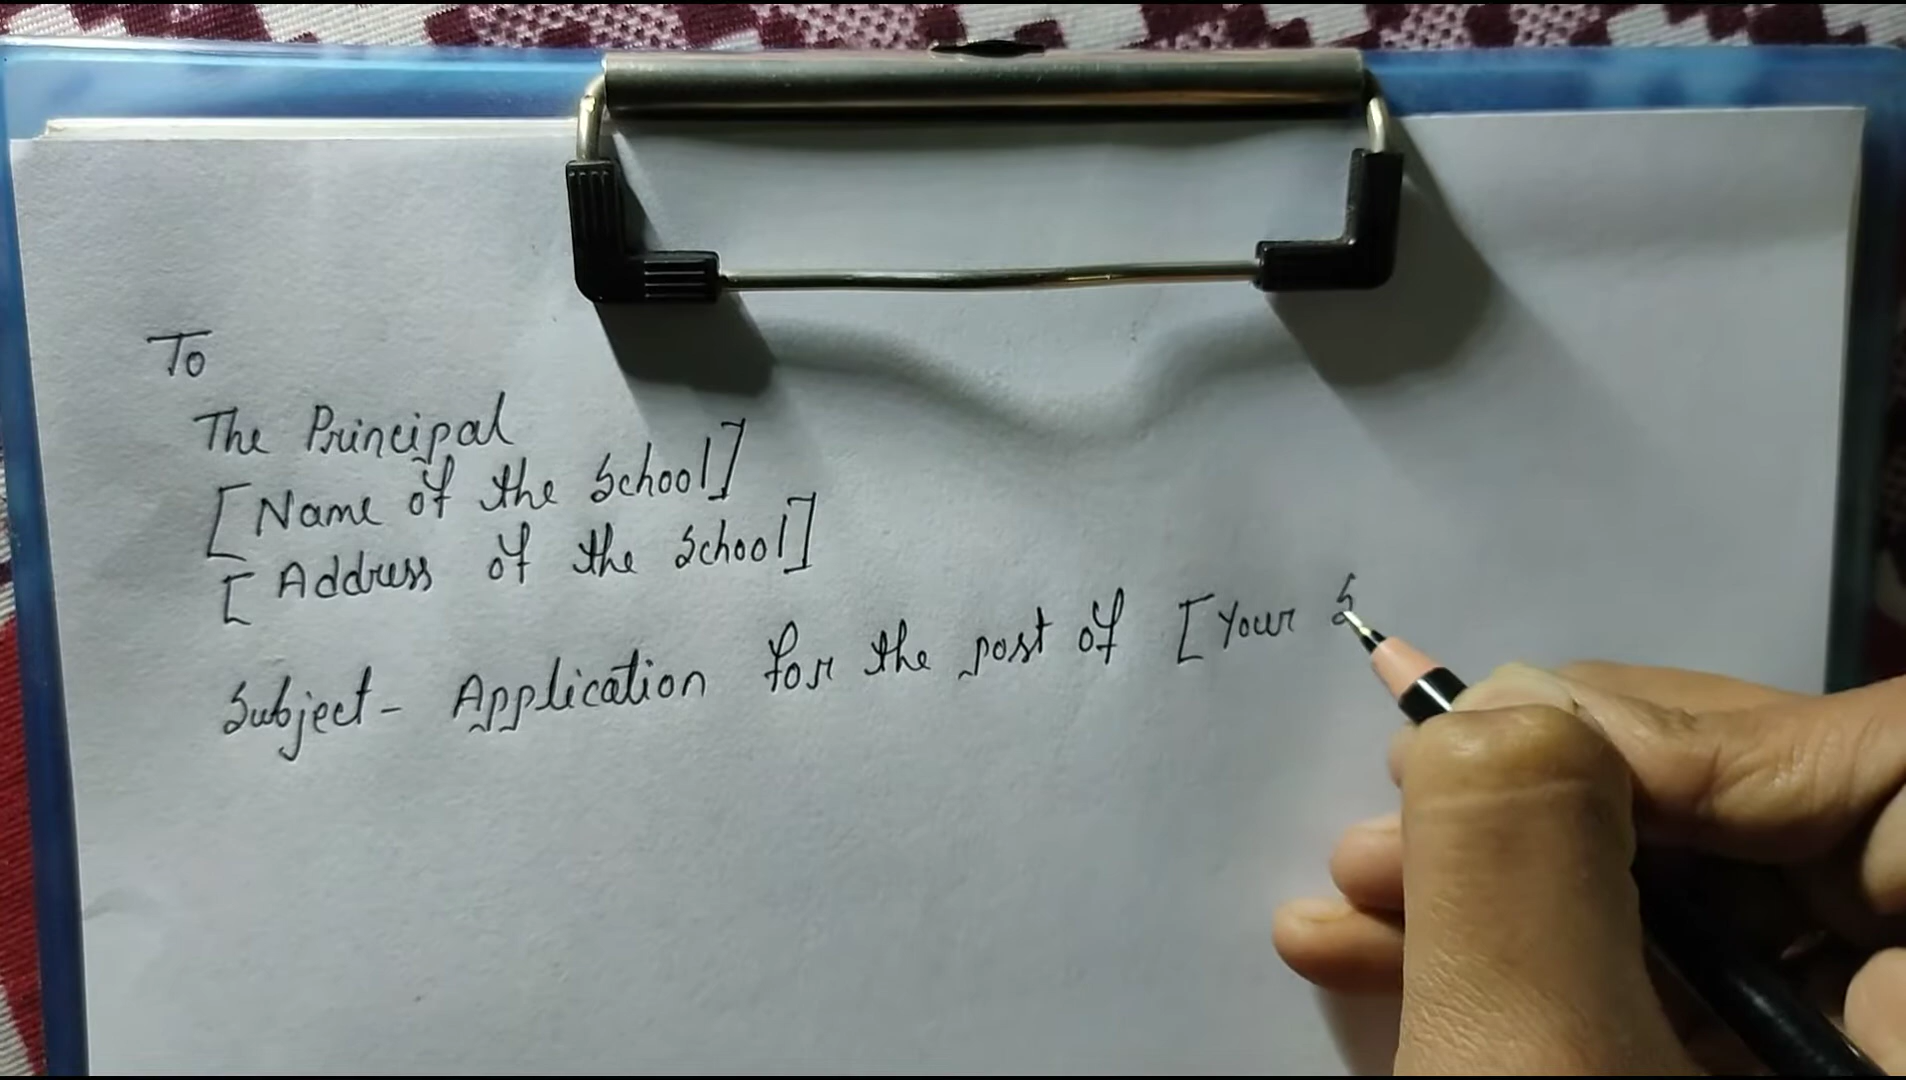 To
The Principal
[Name of the School]
[Address of the School]
Subject- Application for the post of [Your S